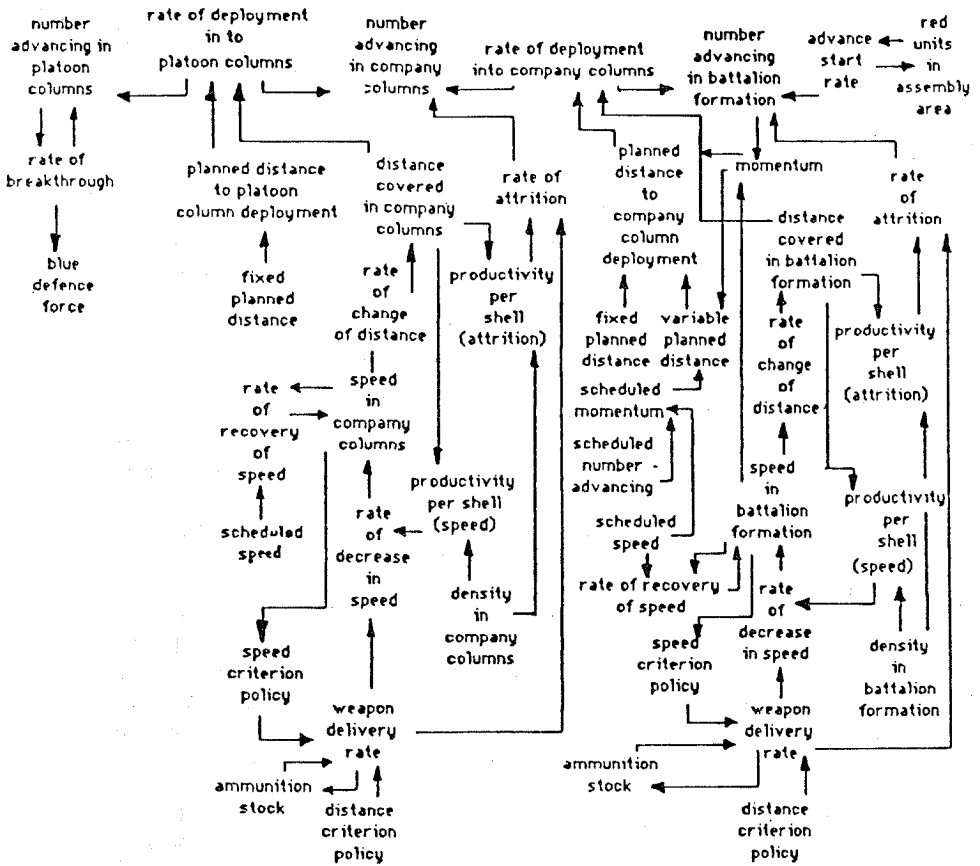 number
advancing in
platoon
columns
rate of deployment
in to
platoon columns
number
advancing
in company
columns
rate of deployment
into company columns
number
advancing
in battalion
formation
advance
start
rate
red
units
in
assembly
area
rate of
breakthrough
blue
defence
force
planned distance
to platoon
column deployment
fixed
planned
distance
distance
covered
in company
columns
rate of
attrition
planned
distance
to
company
column
deployment
momentum
rate
of
attrition
distance
covered
in battalion
formation
rate
of
change
of distance
productivity
per
shell
(attrition)
fixed
planned
distance
variable
planned
distance
rate
of
change
of
distance
productivity
per
shell
(attrition)
rate
of
recovery
of
speed
speed
in
compamy
columns
scheduled
momentum
scheduled
number -
advancing
speed
in
battalion
formation
scheduled
speed
rate
of
decrease
in
speed
productivity
per shell
(speed)
scheduled
speed
productivity
per
shell
(speed)
rate of recovery
of speed
rate
of
decrease
in speed
density
in
company
columns
speed
criterion
policy
speed
criterion
policy
density
in
battalion
formation
weapon
delivery
rate
weapon
delivery
rate
ammunition
stock
distance
criterion
policy
ammunition
stock
distance
criterion
policy